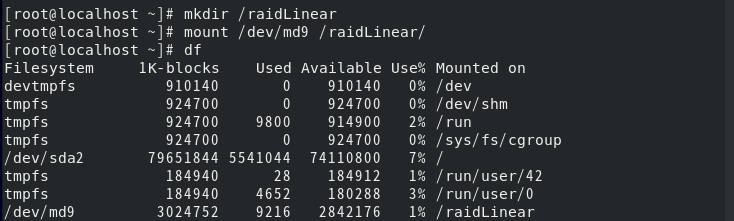 [root@localhost ~]# mkdir /raidLinear
[root@localhost ~]# mount /dev/md9 /raidLinear/
[root@localhost ~]# df
Filesystem     1K-blocks    Used Available Use% Mounted on
devtmpfs          910140       0    910140   0% /dev
tmpfs             924700       0    924700   0% /dev/shm
tmpfs             924700    9800    914900   2% /run
tmpfs             924700       0    924700   0% /sys/fs/cgroup
/dev/sda2       79651844 5541044  74110800   7% /
tmpfs             184940      28    184912   1% /run/user/42
tmpfs             184940    4652    180288   3% /run/user/0
/dev/md9         3024752    9216   2842176   1% /raidLinear